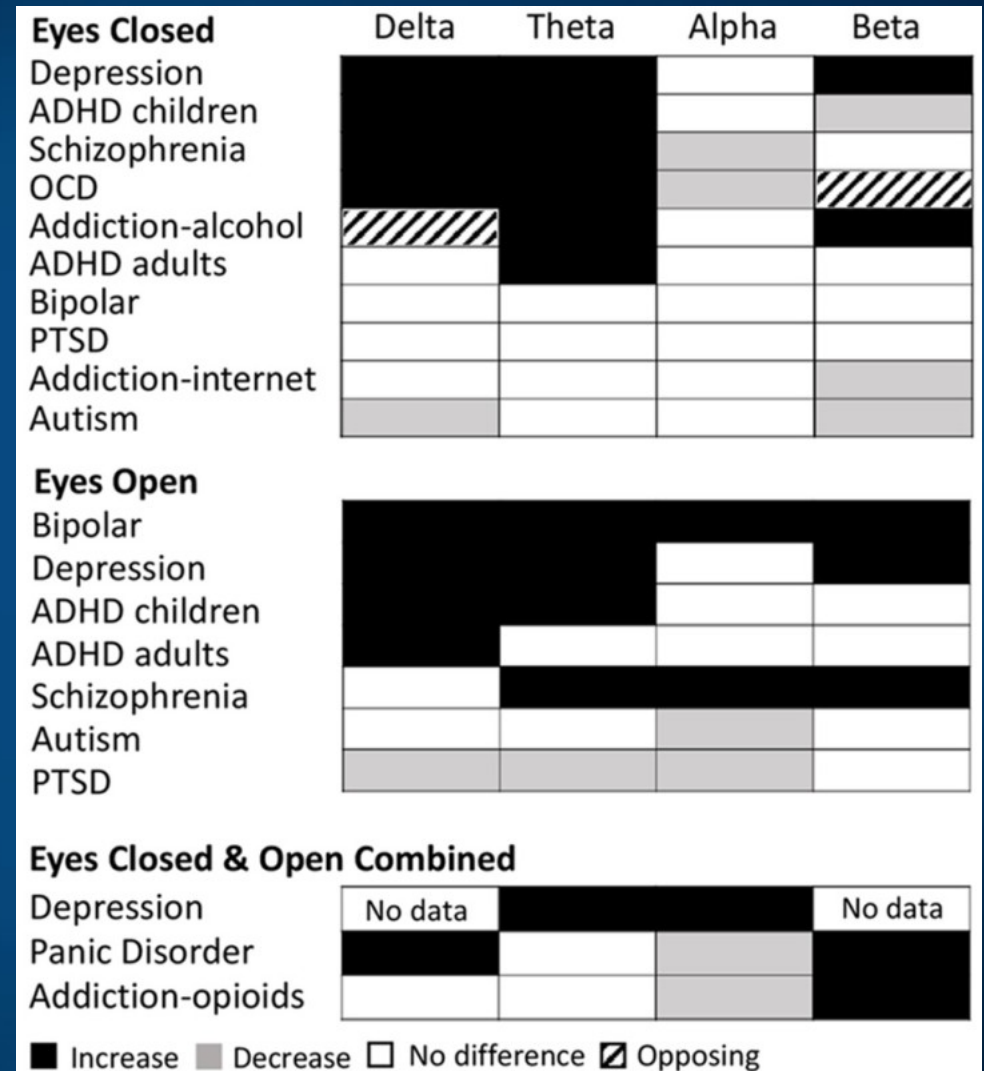 Eyes Closed Delta Theta Alpha Beta
Depression
ADHD children
Schizophrenia
OCD
Addiction-alcohol
ADHD adults
Bipolar
PTSD
Addiction-internet
Autism
Eyes Open
Bipolar
Depression
ADHD children
ADHD adults
Schizophrenia
Autism
PTSD
Eyes Closed & Open Combined
Depression No data No data
Panic Disorder
Addiction-opioids
Increase Decrease No difference Opposing